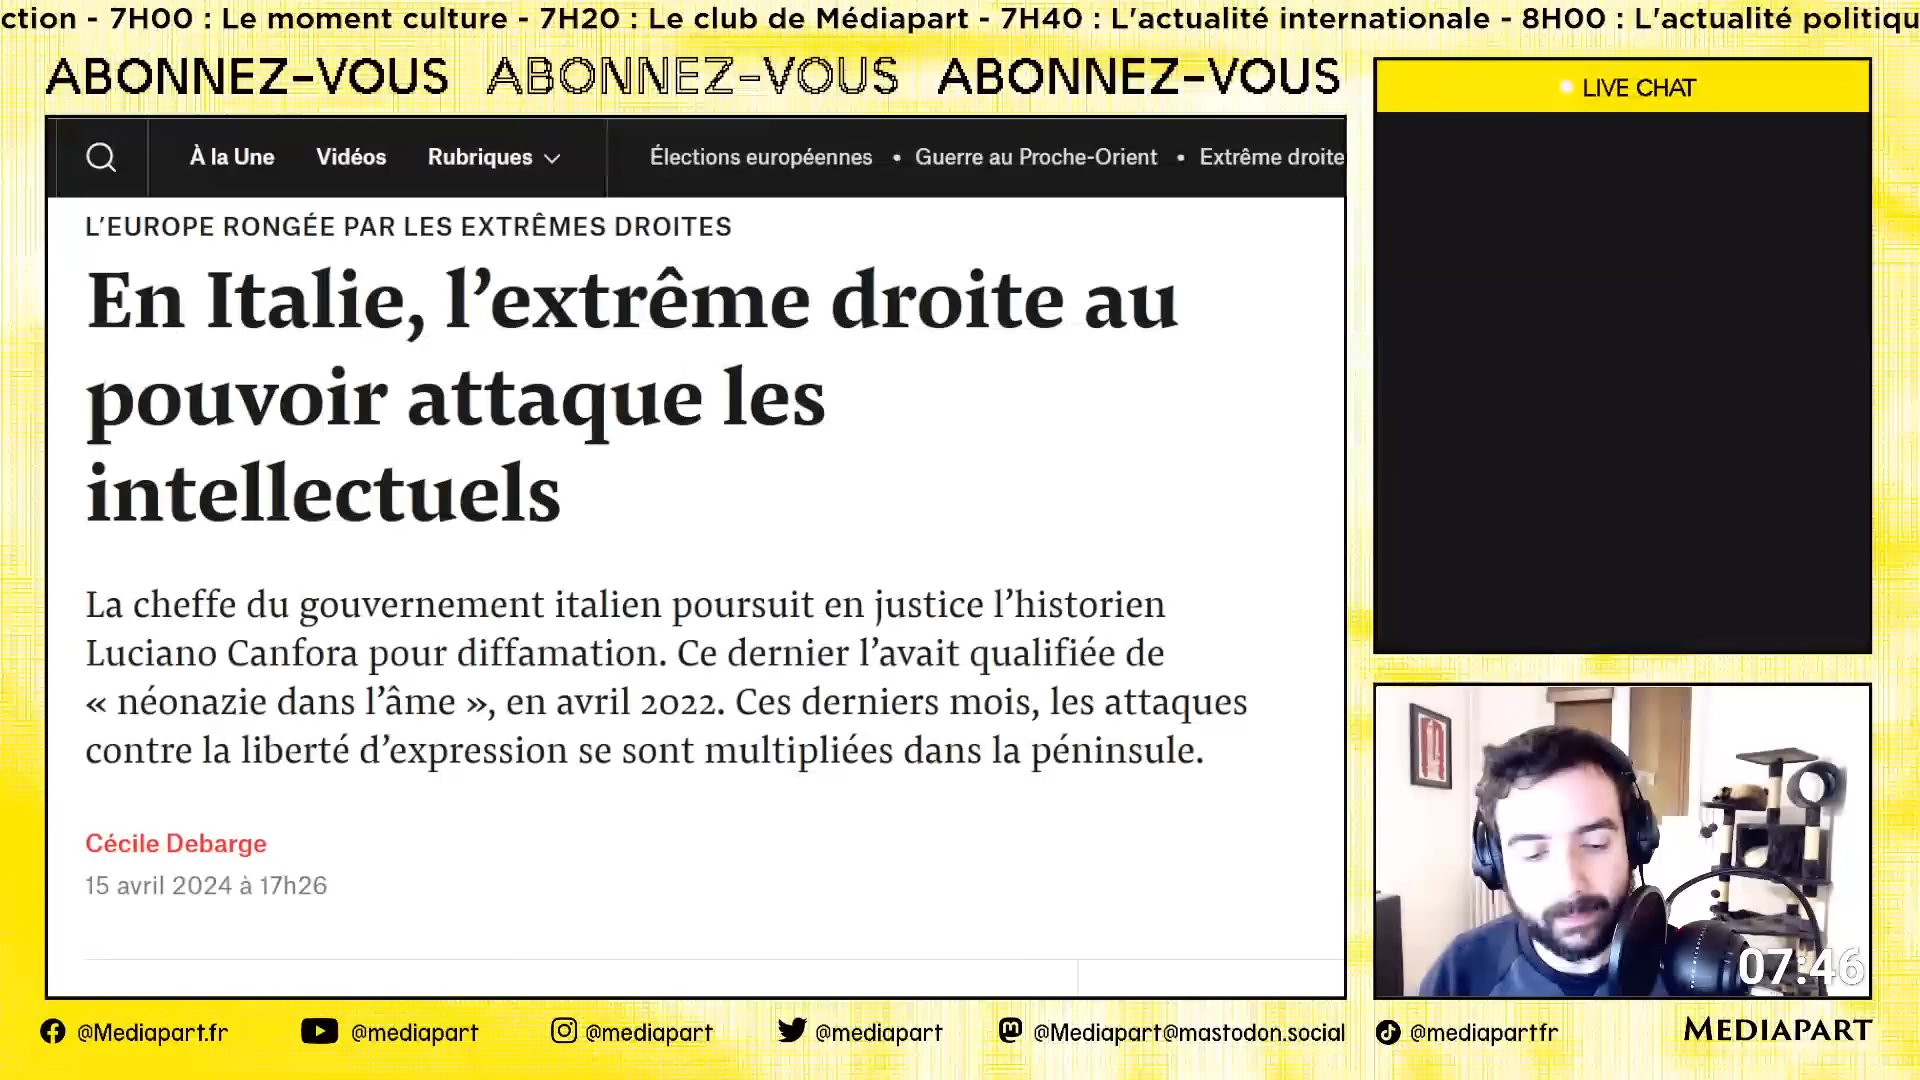 ction - 7H00 : Le moment culture - 7H20 : Le club de Médiapart - 7H40 : L'actualité internationale - 8H00 : L'actualité politiqu
ABONNEZ-VOUS ABONNEZ-VOUS ABONNEZ-VOUS
LIVE CHAT
À la Une Vidéos Rubriques Élections européennes • Guerre au Proche-Orient • Extrême droite
L’EUROPE RONGÉE PAR LES EXTRÊMES DROITES
En Italie, l’extrême droite au
pouvoir attaque les
intellectuels
La cheffe du gouvernement italien poursuit en justice l’historien
Luciano Canfora pour diffamation. Ce dernier l’avait qualifiée de
« néonazie dans l’âme », en avril 2022. Ces derniers mois, les attaques
contre la liberté d’expression se sont multipliées dans la péninsule.
Cécile Debarge
15 avril 2024 à 17h26
07:46
@Mediapart.fr @mediapart @mediapart @mediapart @Mediapart@mastodon.social @mediapartfr MEDIAPART